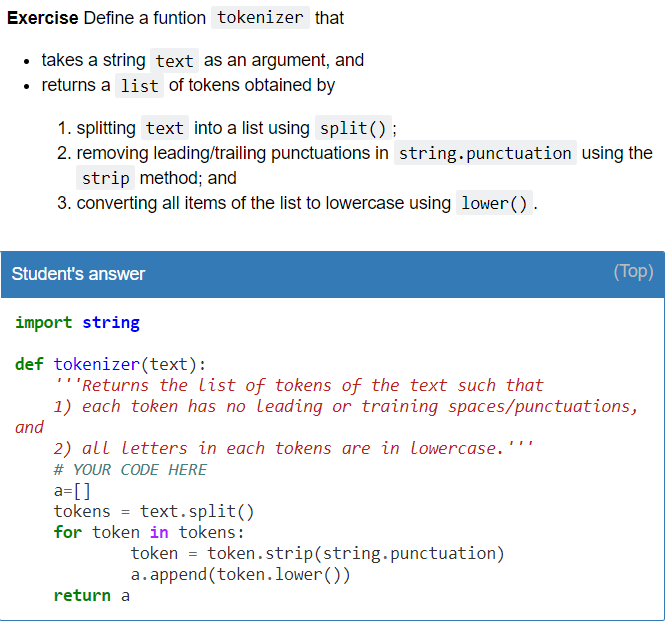 Exercise Define a funtion tokenizer that
• takes a string text as an argument, and
• returns a list of tokens obtained by
1. splitting text into a list using split();
2. removing leading/trailing punctuations in string.punctuation using the
strip method; and
3. converting all items of the list to lowercase using lower().
Student's answer (Top)
import string
def tokenizer(text):
'''Returns the list of tokens of the text such that
1) each token has no leading or training spaces/punctuations,
and
2) all letters in each tokens are in lowercase.'''
# YOUR CODE HERE
a=[]
tokens = text.split()
for token in tokens:
token = token.strip(string.punctuation)
a.append(token.lower())
return a